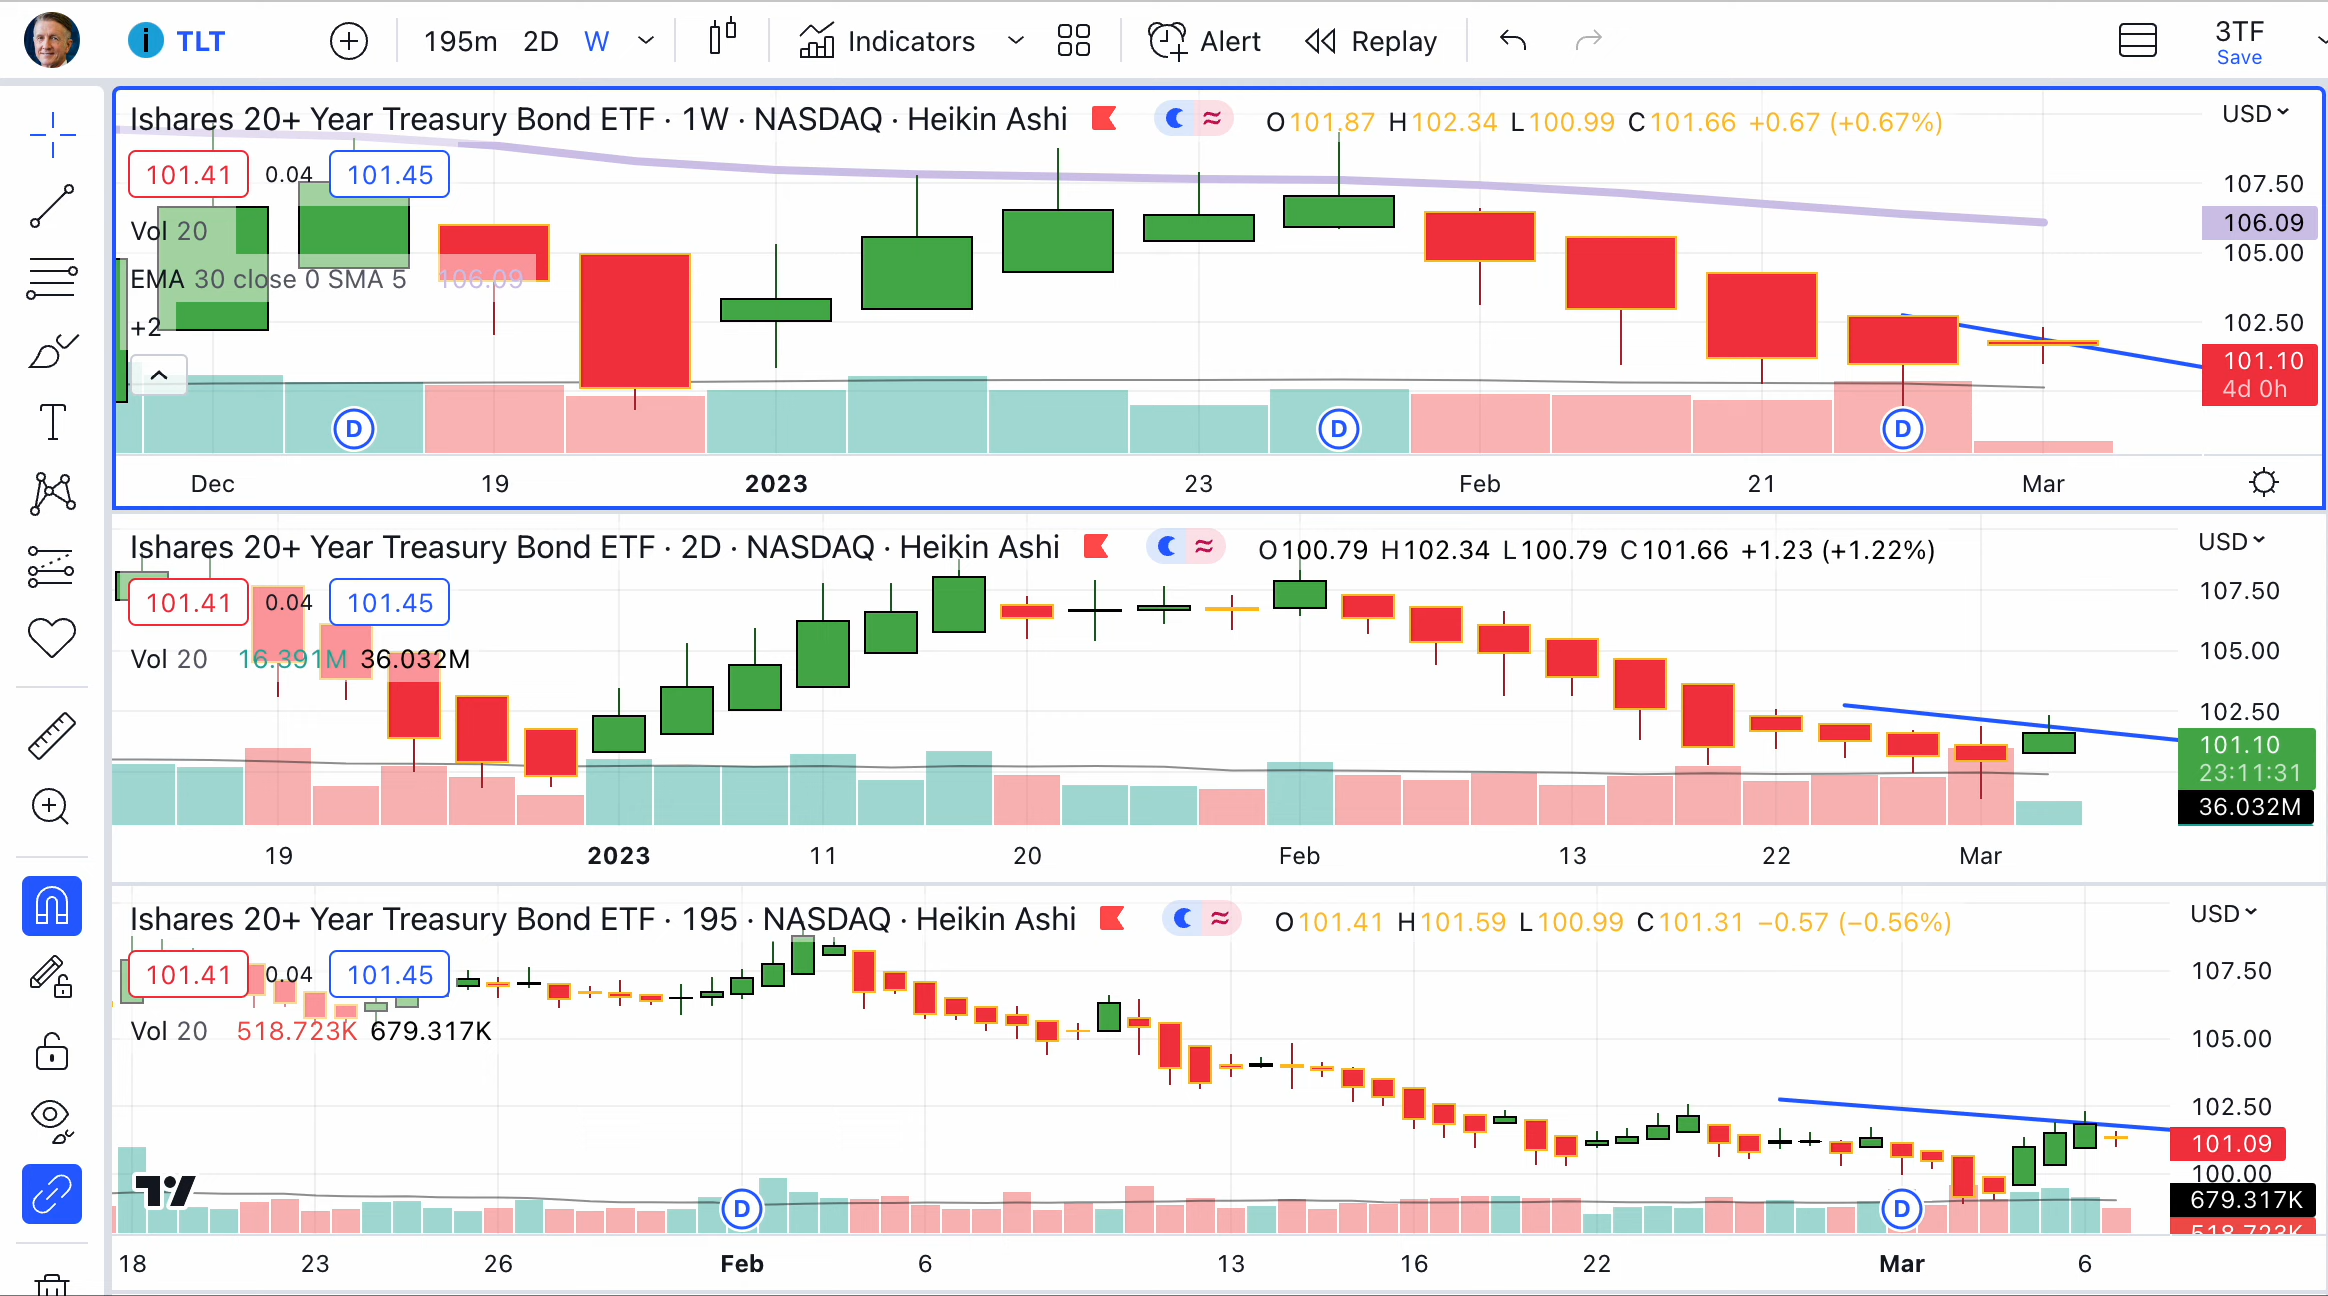 TLT 195m 2D W Indicators Alert Replay 3TF
Save
Ishares 20+ Year Treasury Bond ETF · 1W · NASDAQ · Heikin Ashi O101.87 H102.34 L100.99 C101.66 +0.67 (+0.67%) USD
101.41 0.04 101.45
107.50
Vol 20
106.09
105.00
EMA 30 close 0 SMA 5 106.09
+2
102.50
101.10
4d 0h
D D D
Dec 19 2023 23 Feb 21 Mar
Ishares 20+ Year Treasury Bond ETF · 2D · NASDAQ · Heikin Ashi O100.79 H102.34 L100.79 C101.66 +1.23 (+1.22%) USD
107.50
101.41 0.04 101.45
105.00
Vol 20 16.391M 36.032M
102.50
101.10
23:11:31
36.032M
19 2023 11 20 Feb 13 22 Mar
Ishares 20+ Year Treasury Bond ETF · 195 · NASDAQ · Heikin Ashi O101.41 H101.59 L100.99 C101.31 −0.57 (−0.56%) USD
101.41 0.04 101.45
107.50
Vol 20 518.723K 679.317K
105.00
102.50
101.09
100.00
679.317K
518.723K
D D
18 23 26 Feb 6 13 16 22 Mar 6